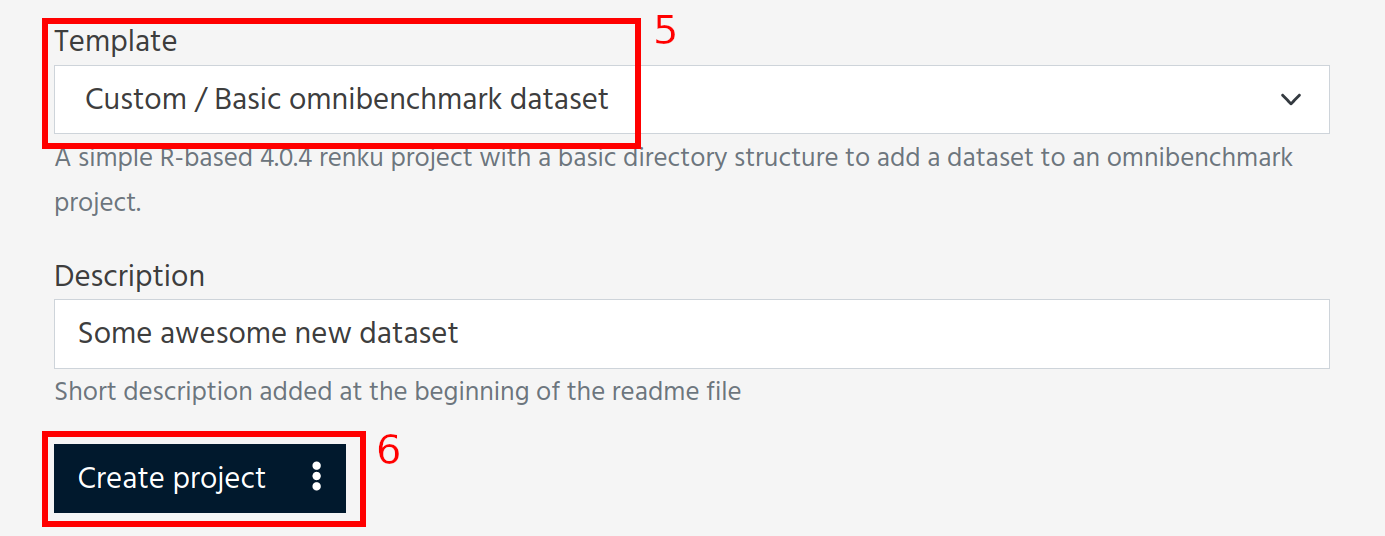 Template 5
Custom / Basic omnibenchmark dataset
A simple R-based 4.0.4 renku project with a basic directory structure to add a dataset to an omnibenchmark
project.
Description
Some awesome new dataset
Short description added at the beginning of the readme file
6
Create project